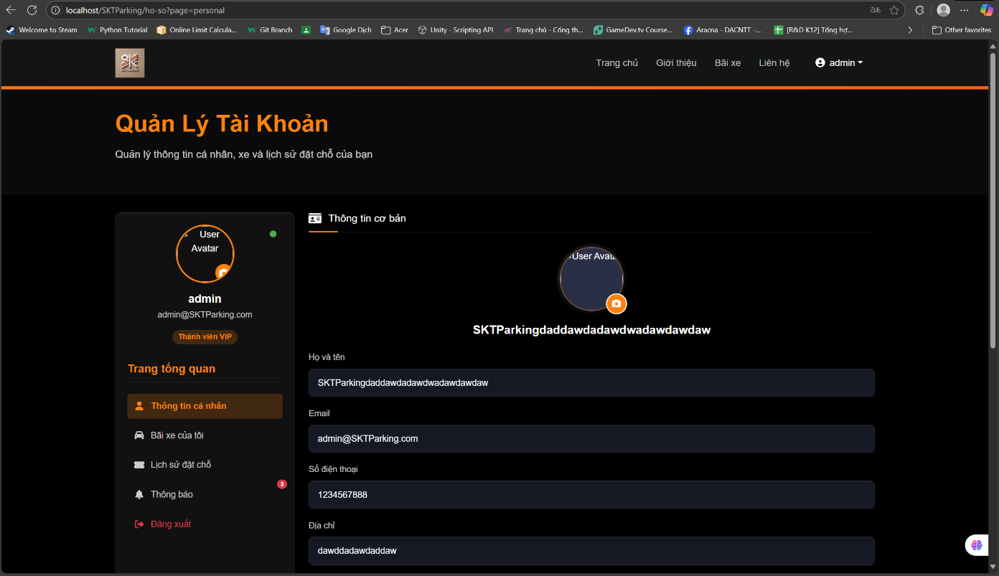 localhost/SKTParking/ho-so?page=personal
Welcome to Steam
Python Tutorial
Online Limit Calcula...
Git Branch
Google Dịch
Acer
Unity - Scripting API
Trang chủ - Cổng th...
GameDev.tv Course...
Aracna - DACNTT -...
[R&D K12] Tổng hợ...
Other favorites
SK
Trang chủ
Giới thiệu
Bãi xe
Liên hệ
admin
Quản Lý Tài Khoản
Quản lý thông tin cá nhân, xe và lịch sử đặt chỗ của bạn
User
Avatar
admin
admin@SKTParking.com
Thành viên VIP
Trang tổng quan
Thông tin cá nhân
Bãi xe của tôi
Lịch sử đặt chỗ
3
Thông báo
Đăng xuất
Thông tin cơ bản
User Avata
SKTParkingdaddawdadawdwadawdawdaw
Họ và tên
SKTParkingdaddawdadawdwadawdawdaw
Email
admin@SKTParking.com
Số điện thoại
1234567888
Địa chỉ
dawddadawdaddaw